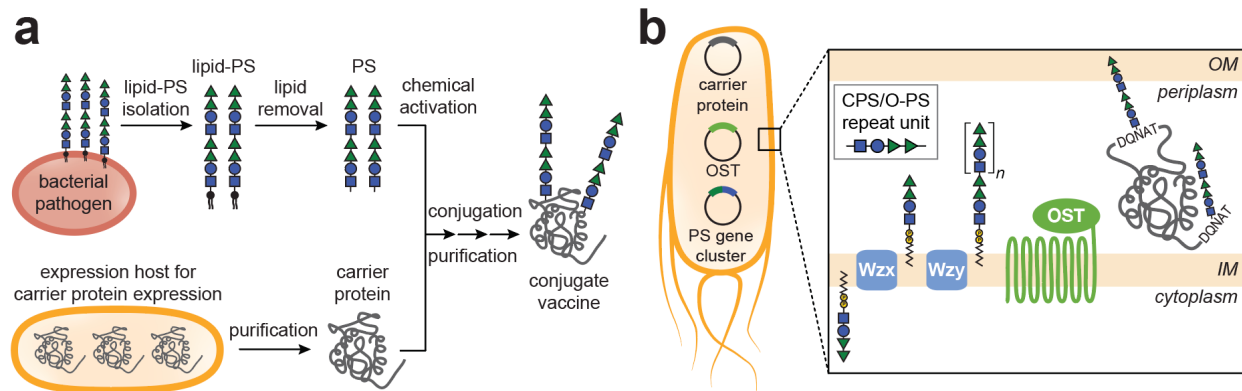 a
lipid-PS
isolation
lipid-PS
lipid
removal
PS
chemical
activation
bacterial
pathogen
conjugation
purification
conjugate
vaccine
expression host for
carrier protein expression
purification
carrier
protein
b
carrier
protein
OST
PS gene
cluster
OM
periplasm
CPS/O-PS
repeat unit
n
DQNAT
DQNAT
OST
Wzx
Wzy
IM
cytoplasm
P
P
P
P
P
P